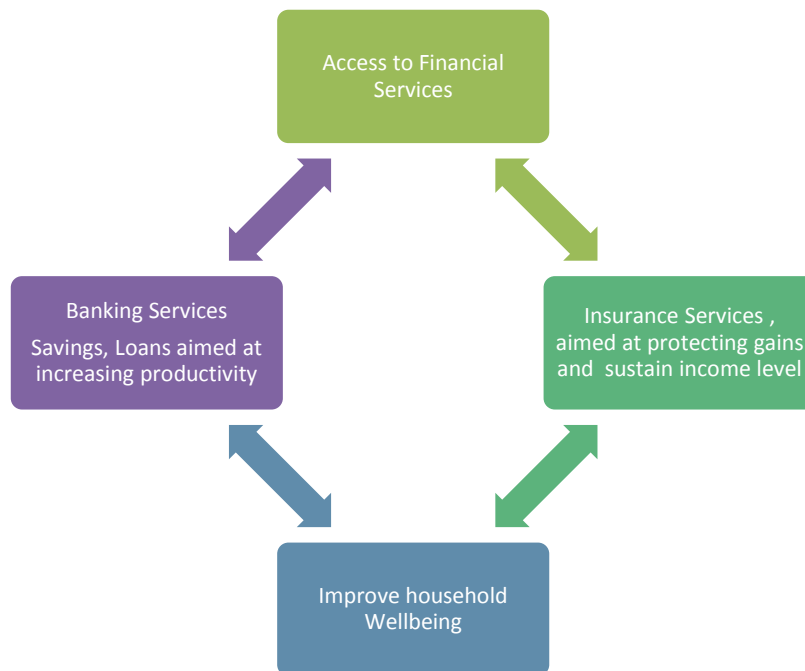 Access to Financial
Services
Banking Services
Savings, Loans aimed at
increasing productivity
Insurance Services ,
aimed at protecting gains
and  sustain income level
Improve household
Wellbeing